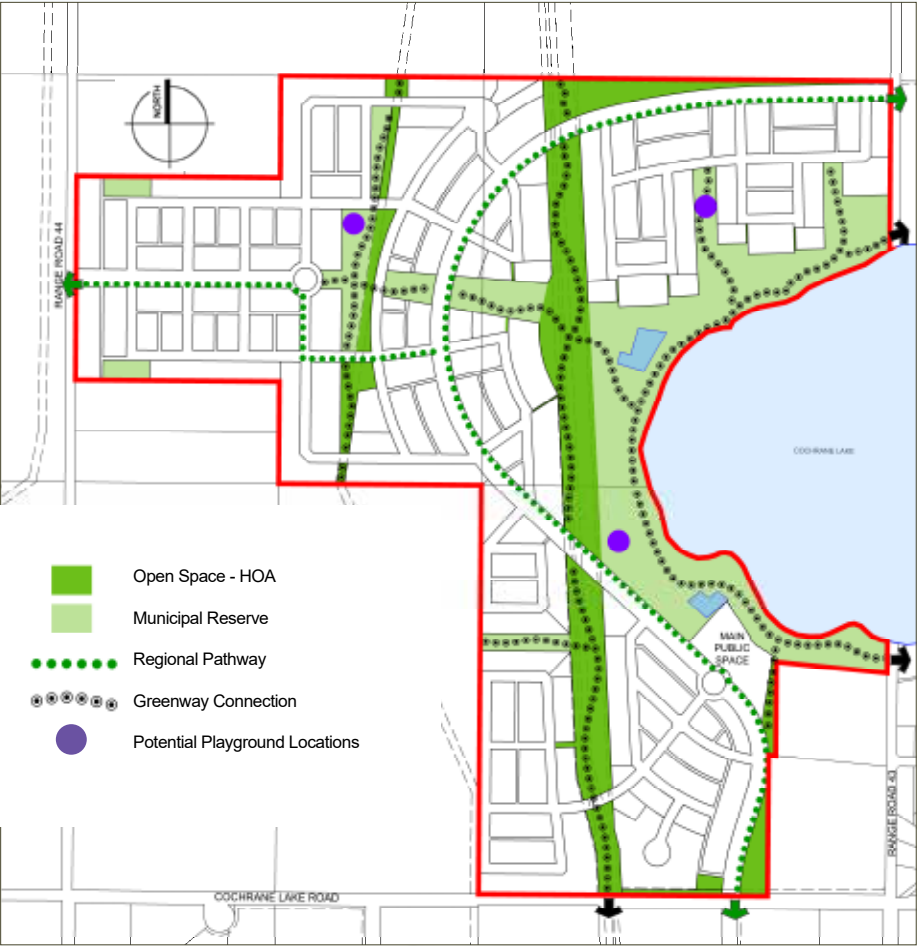 NORTH
RANGE ROAD 44
COCHRANE LAKE
Open Space - HOA
Municipal Reserve
Regional Pathway
Greenway Connection
Potential Playground Locations
MAIN
PUBLIC
SPACE
RANGE ROAD 43
COCHRANE LAKE ROAD